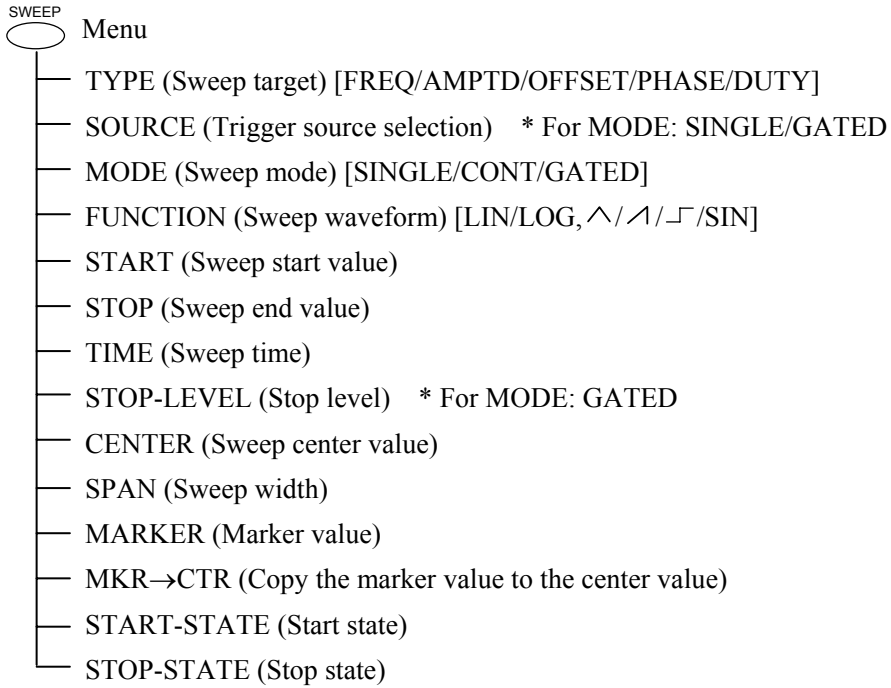 SWEEP
Menu
TYPE (Sweep target) [FREQ/AMPTD/OFFSET/PHASE/DUTY]
SOURCE (Trigger source selection) * For MODE: SINGLE/GATED
MODE (Sweep mode) [SINGLE/CONT/GATED]
FUNCTION (Sweep waveform) [LIN/LOG, / / /SIN]
START (Sweep start value)
STOP (Sweep end value)
TIME (Sweep time)
STOP-LEVEL (Stop level) * For MODE: GATED
CENTER (Sweep center value)
SPAN (Sweep width)
MARKER (Marker value)
MKR→CTR (Copy the marker value to the center value)
START-STATE (Start state)
STOP-STATE (Stop state)